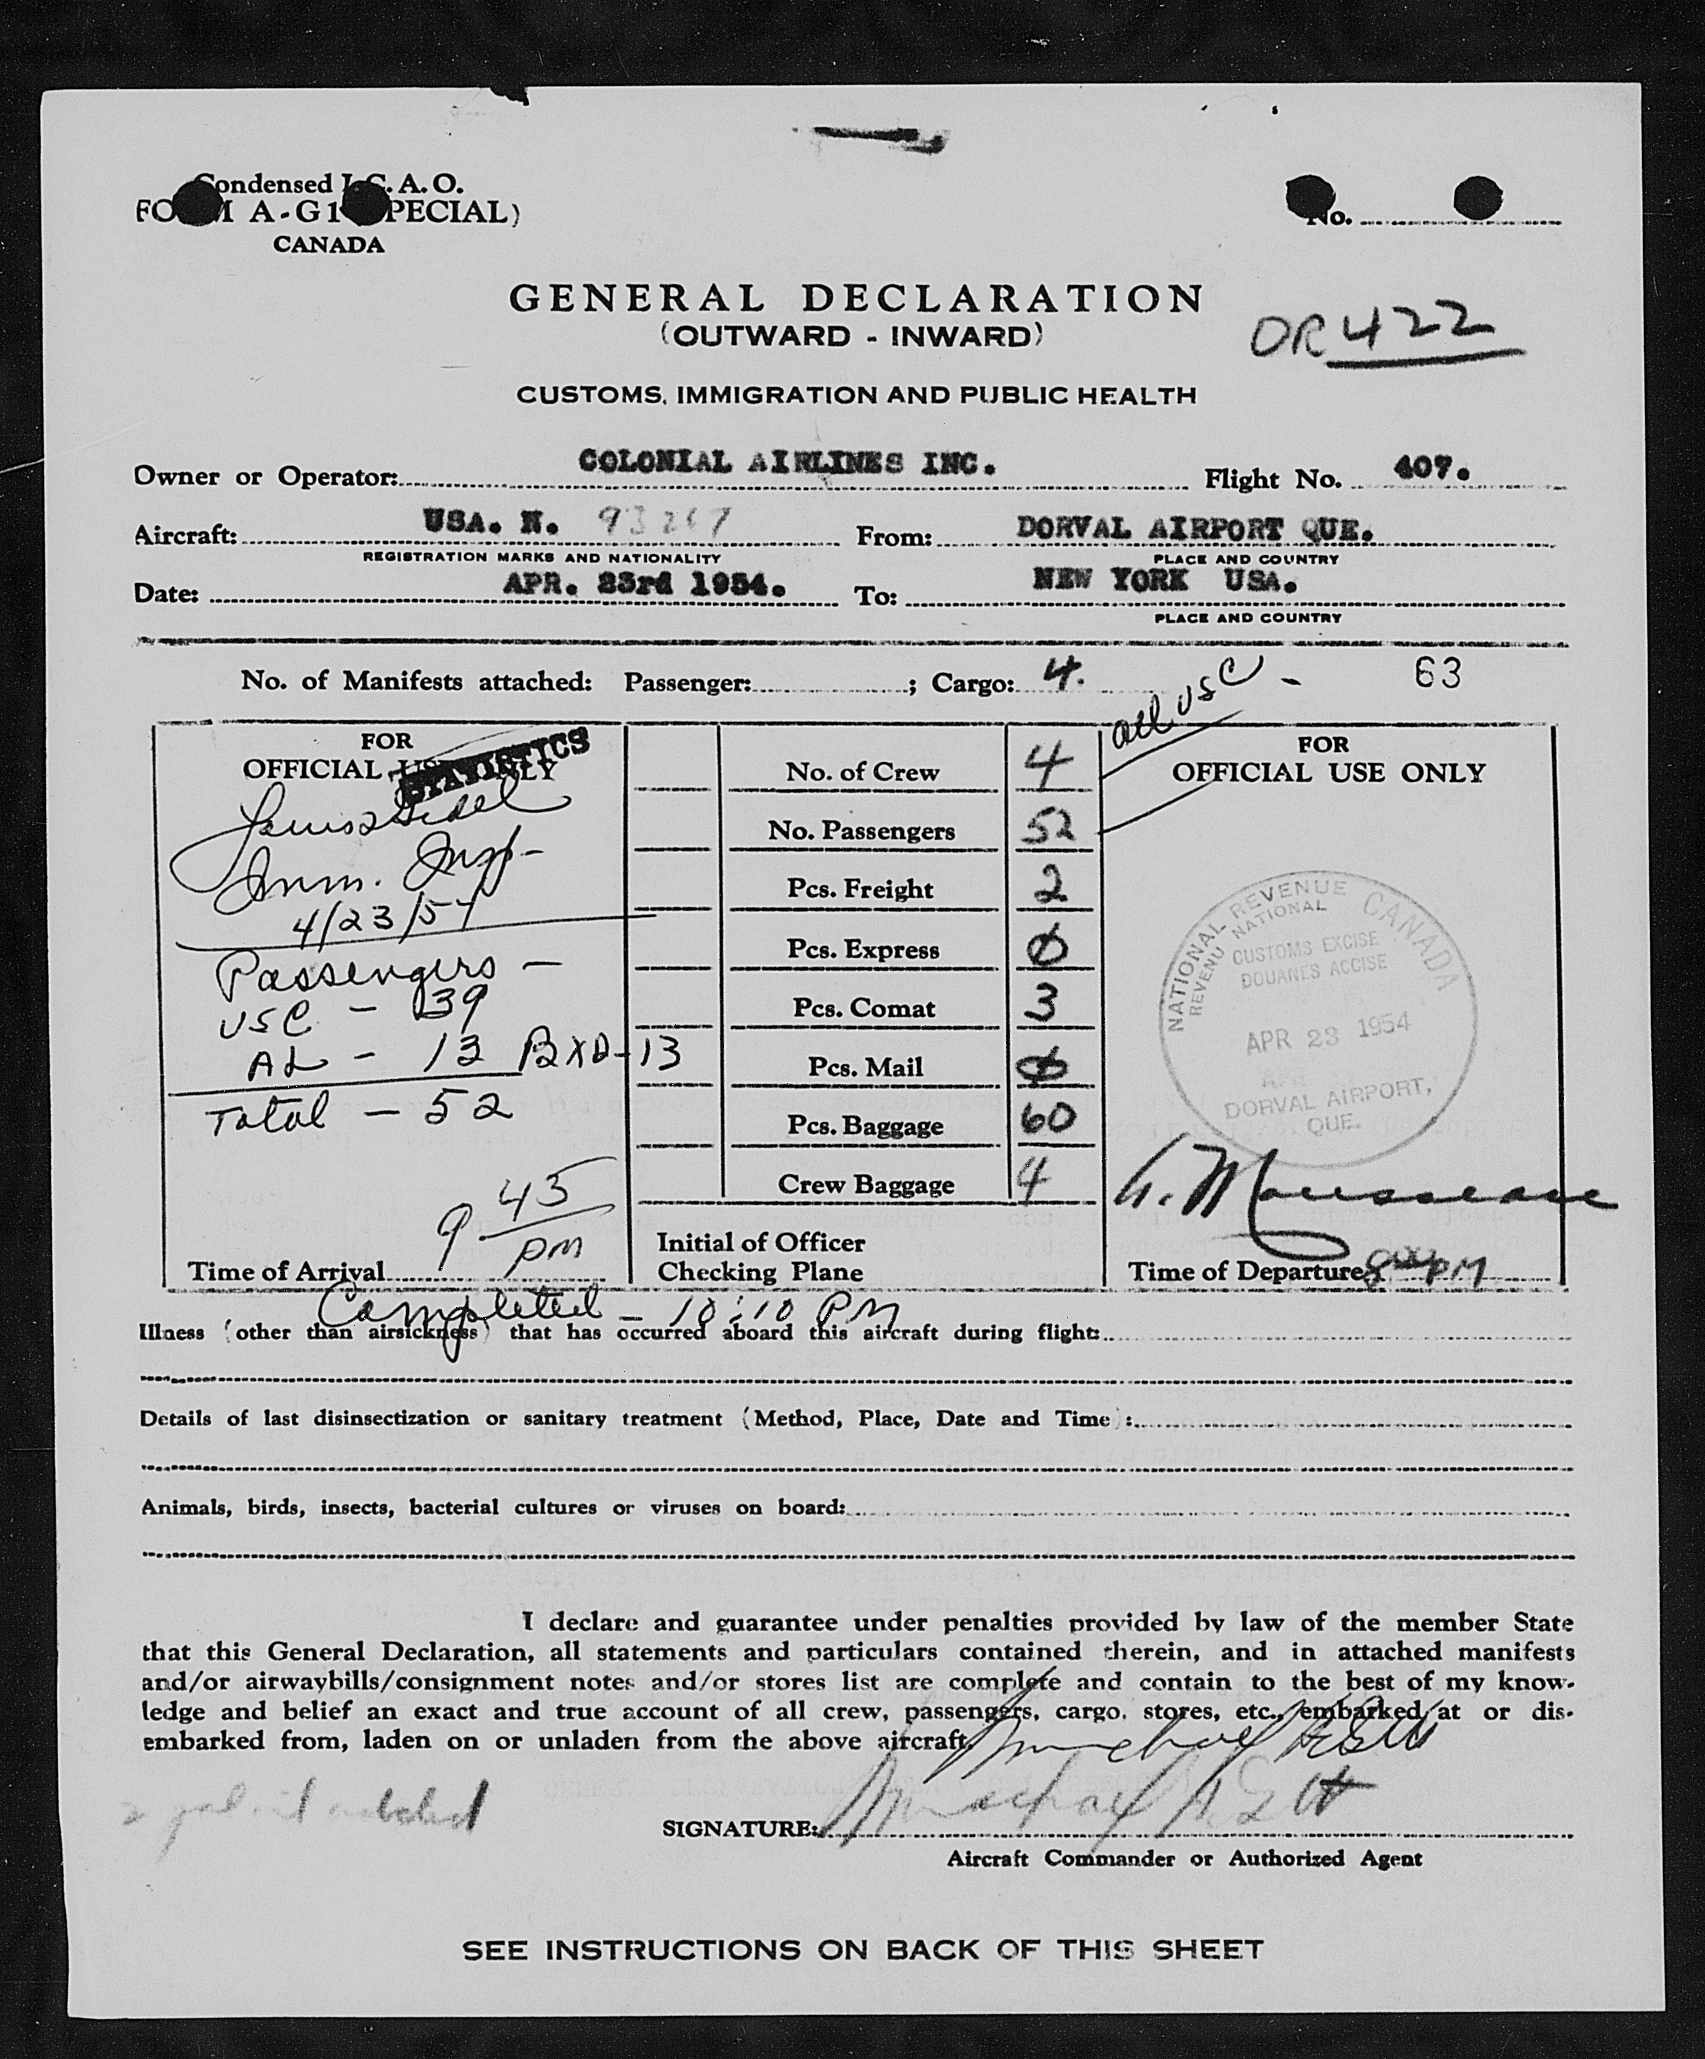 Condensed I.C.A.O.
FORM A-G1 (SPECIAL)
CANADA
No.
GENERAL DECLARATION
(OUTWARD - INWARD)
OR 422
CUSTOMS, IMMIGRATION AND PUBLIC HEALTH
Owner or Operator: COLONIAL AIRLINES INC. Flight No. 407.
Aircraft: USA. N. 93267 From: DORVAL AIRPORT QUE.
REGISTRATION MARKS AND NATIONALITY PLACE AND COUNTRY
Date: APR. 23rd 1954. To: NEW YORK USA.
PLACE AND COUNTRY
No. of Manifests attached: Passenger: ; Cargo: 4. 63
all USC -
FOR
OFFICIAL USE ONLY
STATISTICS
Imm. Insp-
4/23/54
Passengers -
USC - 39
AL - 13 BXD-13
Total - 52
9 45
PM
Time of Arrival
No. of Crew 4
No. Passengers 52
Pcs. Freight 2
Pcs. Express 0
Pcs. Comat 3
Pcs. Mail 0
Pcs. Baggage 60
Crew Baggage 4
Initial of Officer
Checking Plane
FOR
OFFICIAL USE ONLY
NATIONAL REVENUE CANADA
REVENU NATIONAL
CUSTOMS EXCISE
DOUANES ACCISE
APR 23 1954
DORVAL AIRPORT,
QUE.
Time of Departure PM
Completed - 10:10 PM
Illness (other than airsickness) that has occurred aboard this aircraft during flight:
Details of last disinsectization or sanitary treatment (Method, Place, Date and Time):
Animals, birds, insects, bacterial cultures or viruses on board:
I declare and guarantee under penalties provided by law of the member State
that this General Declaration, all statements and particulars contained therein, and in attached manifests
and/or airwaybills/consignment notes and/or stores list are complete and contain to the best of my know-
ledge and belief an exact and true account of all crew, passengers, cargo, stores, etc., embarked at or dis-
embarked from, laden on or unladen from the above aircraft.
SIGNATURE:
Aircraft Commander or Authorized Agent
SEE INSTRUCTIONS ON BACK OF THIS SHEET